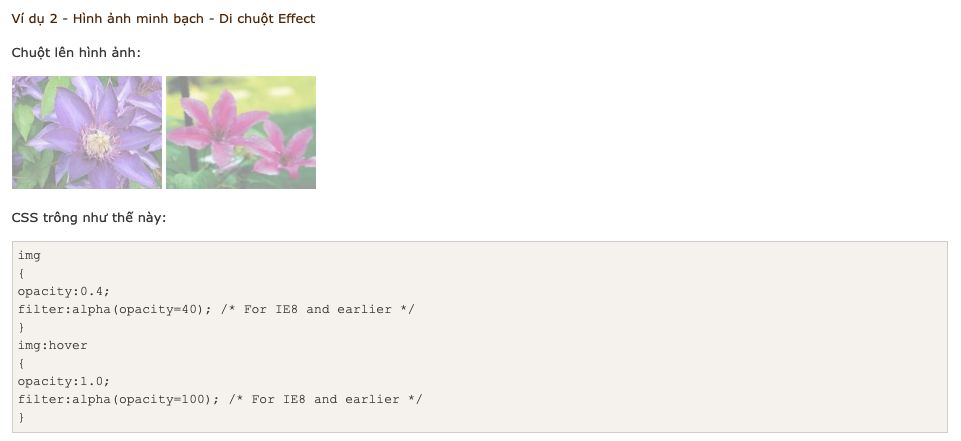 Ví dụ 2 - Hình ảnh minh bạch - Di chuột Effect
Chuột lên hình ảnh:
CSS trông như thế này:
img
{
opacity:0.4;
filter:alpha(opacity=40); /* For IE8 and earlier */
}
img:hover
{
opacity:1.0;
filter:alpha(opacity=100); /* For IE8 and earlier */
}